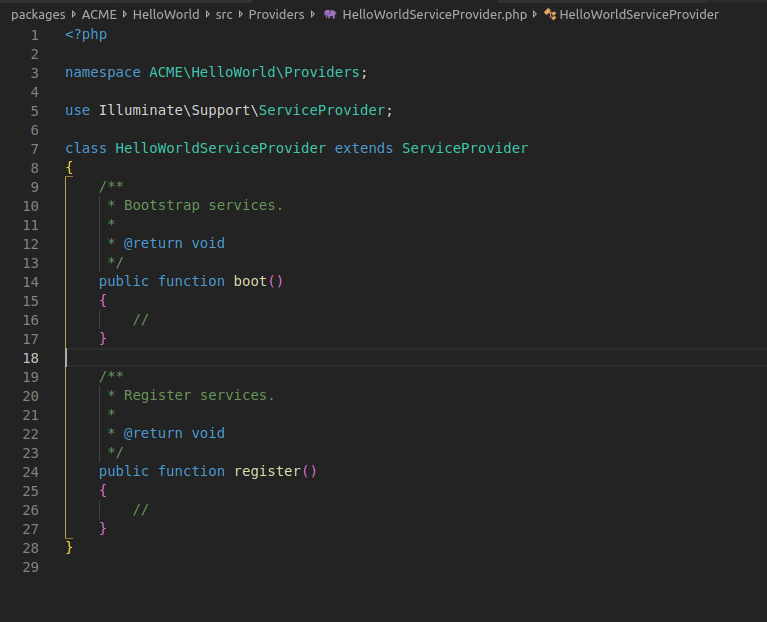 packages ACME HelloWorld src Providers HelloWorldServiceProvider.php HelloWorldServiceProvider
1 <?php
2
3 namespace ACME\HelloWorld\Providers;
4
5 use Illuminate\Support\ServiceProvider;
6
7 class HelloWorldServiceProvider extends ServiceProvider
8 {
9     /**
10      * Bootstrap services.
11      *
12      * @return void
13      */
14     public function boot()
15     {
16         //
17     }
18
19     /**
20      * Register services.
21      *
22      * @return void
23      */
24     public function register()
25     {
26         //
27     }
28 }
29